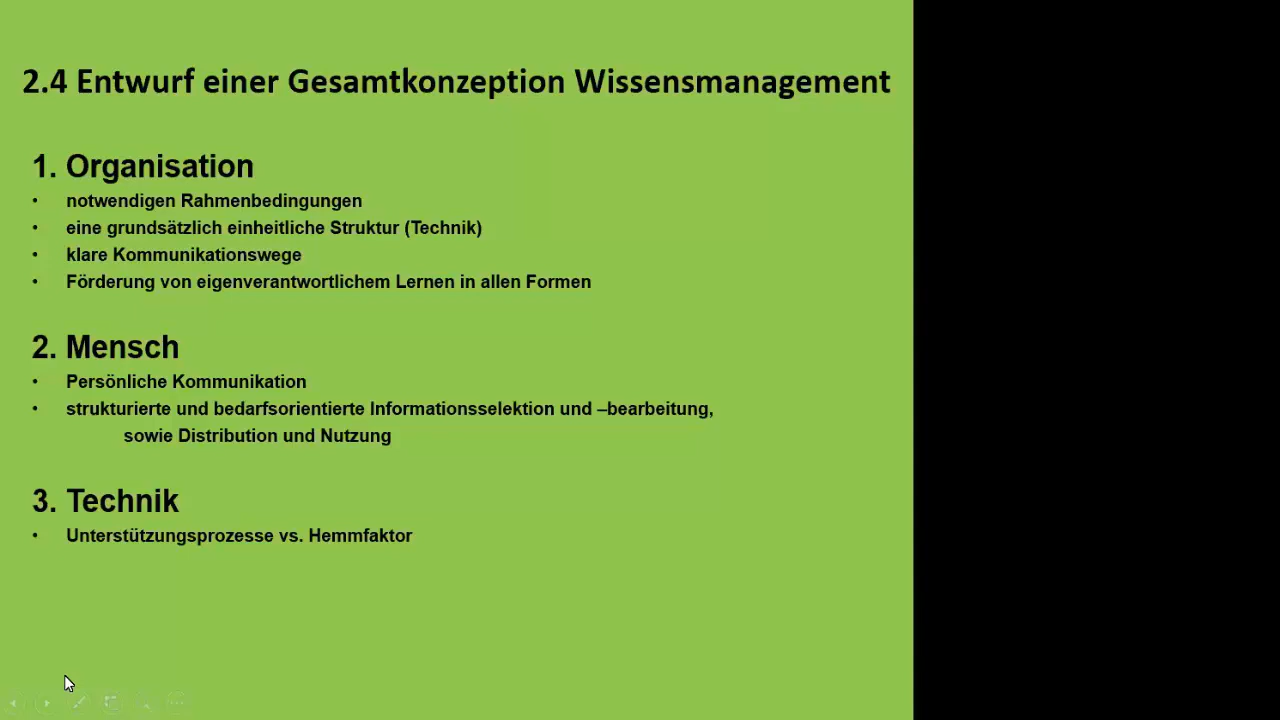 2.4 Entwurf einer Gesamtkonzeption Wissensmanagement
1. Organisation
• notwendigen Rahmenbedingungen
• eine grundsätzlich einheitliche Struktur (Technik)
• klare Kommunikationswege
• Förderung von eigenverantwortlichem Lernen in allen Formen
2. Mensch
• Persönliche Kommunikation
• strukturierte und bedarfsorientierte Informationsselektion und –bearbeitung,
sowie Distribution und Nutzung
3. Technik
• Unterstützungsprozesse vs. Hemmfaktor